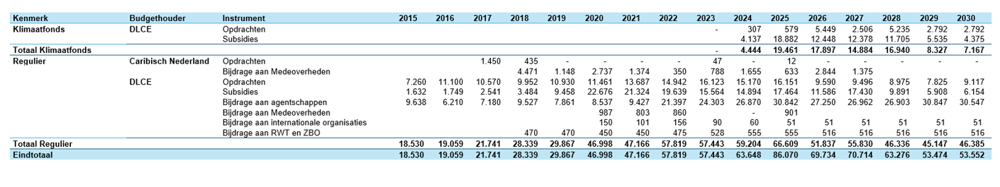 Kenmerk Budgethouder Instrument 2015 2016 2017 2018 2019 2020 2021 2022 2023 2024 2025 2026 2027 2028 2029 2030
Klimaatfonds DLCE Opdrachten - 307 579 5.449 2.506 5.235 2.792 2.792
Subsidies 4.137 18.882 12.448 12.378 11.705 5.535 4.375
Totaal Klimaatfonds - 4.444 19.461 17.897 14.884 16.940 8.327 7.167
Regulier Caribisch Nederland Opdrachten 1.450 435 - - - - 47 - 12 - - - - -
Bijdrage aan Medeoverheden 4.471 1.148 2.737 1.374 350 788 1.655 633 2.844 1.375
DLCE Opdrachten 7.260 11.100 10.570 9.952 10.930 11.461 13.687 14.942 16.123 15.170 16.151 9.590 9.496 8.975 7.825 9.117
Subsidies 1.632 1.749 2.541 3.484 9.458 22.676 21.324 19.639 15.564 14.894 17.464 11.586 17.430 9.891 5.908 6.154
Bijdrage aan agentschappen 9.638 6.210 7.180 9.527 7.861 8.537 9.427 21.397 24.303 26.870 30.842 27.250 26.962 26.903 30.847 30.547
Bijdrage aan Medeoverheden 987 803 860 - 901
Bijdrage aan internationale organisaties 150 101 156 90 60 51 51 51 51 51 51
Bijdrage aan RWT en ZBO 470 470 450 450 475 528 555 555 516 516 516 516 516
Totaal Regulier 18.530 19.059 21.741 28.339 29.867 46.998 47.166 57.819 57.443 59.204 66.609 51.837 55.830 46.336 45.147 46.385
Eindtotaal 18.530 19.059 21.741 28.339 29.867 46.998 47.166 57.819 57.443 63.648 86.070 69.734 70.714 63.276 53.474 53.552